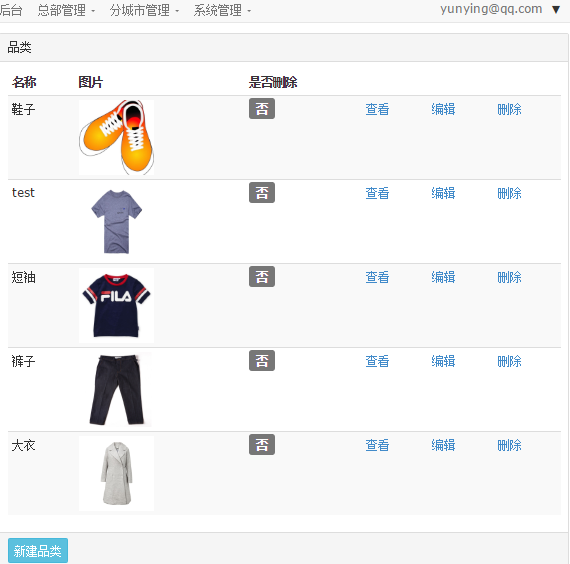 后台 总部管理 分城市管理 系统管理 yunying@qq.com ▼
品类
名称 图片 是否删除
鞋子 否 查看 编辑 删除
test 否 查看 编辑 删除
短袖 FILA 否 查看 编辑 删除
裤子 否 查看 编辑 删除
大衣 否 查看 编辑 删除
新建品类